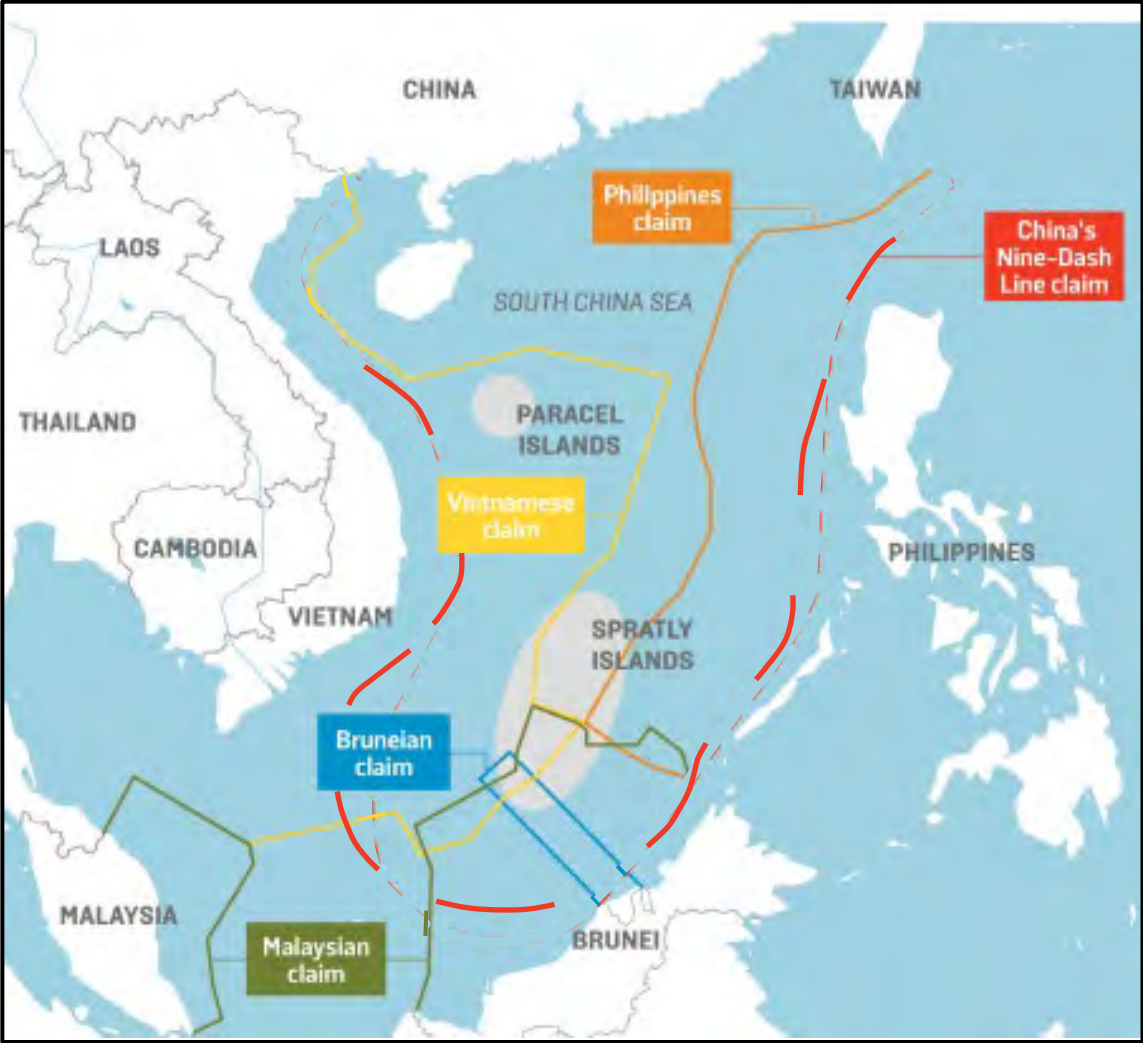 CHINA
TAIWAN
Philippines
claim
China's
Nine-Dash
Line claim
LAOS
SOUTH CHINA SEA
THAILAND
PARACEL
ISLANDS
Vietnamese
claim
CAMBODIA
PHILIPPINES
VIETNAM
SPRATLY
ISLANDS
Bruneian
claim
MALAYSIA
BRUNEI
Malaysian
claim